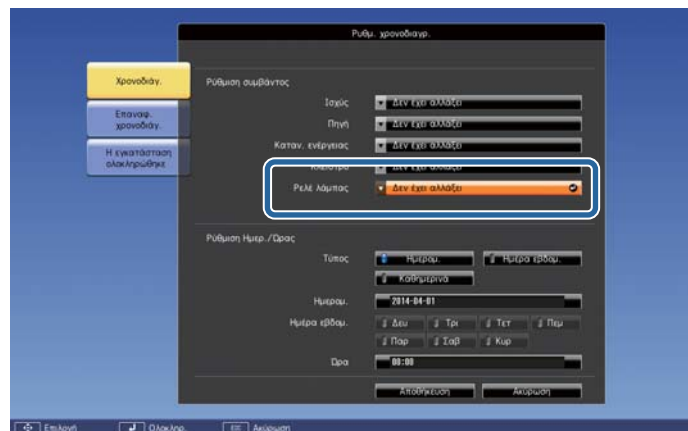 Ρυθμ. χρονοδιαγρ.
Χρονοδιάγ.
Επαναφ.
χρονοδιάγ.
Η εγκατάσταση
ολοκληρώθηκε
Ρύθμιση συμβάντος
Ισχύς Δεν έχει αλλάξει
Πηγή Δεν έχει αλλάξει
Καταν. ενέργειας Δεν έχει αλλάξει
Κλείστρο Δεν έχει αλλάξει
Ρελέ λάμπας Δεν έχει αλλάξει
Ρύθμιση Ημερ./Ώρας
Τύπος Ημερομ. Ημέρα εβδομ.
Καθημερινά
Ημερομ. 2014-04-01
Ημέρα εβδομ. Δευ Τρι Τετ Πεμ
Παρ Σαβ Κυρ
Ώρα 00:00
Αποθήκευση Ακύρωση
Επιλογή Ολοκληρ. Ακύρωση